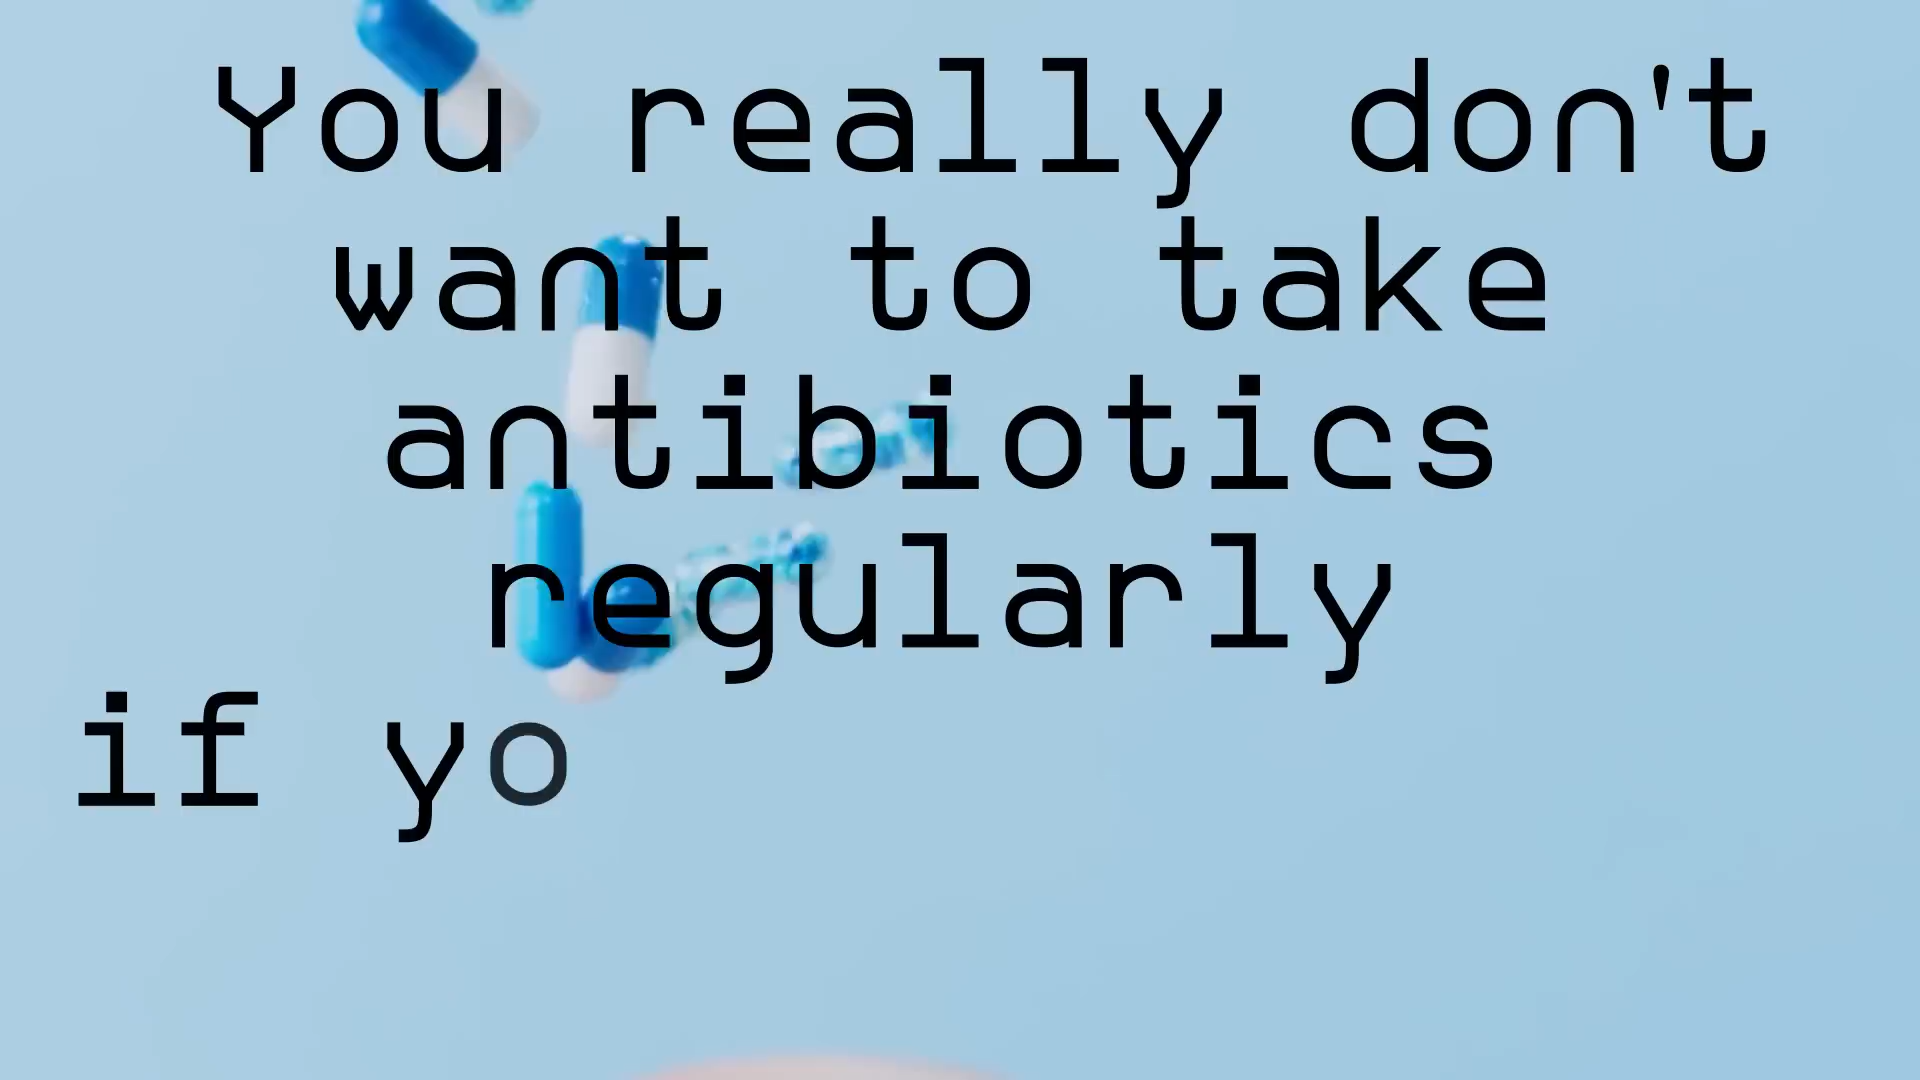 You really don't
want to take
antibiotics
regularly
if yo